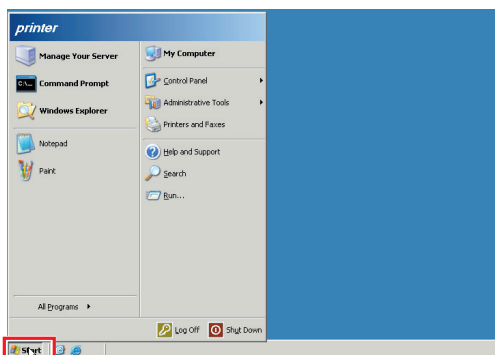 printer
Manage Your Server
Command Prompt
Windows Explorer
Notepad
Paint
All Programs
My Computer
Control Panel
Administrative Tools
Printers and Faxes
Help and Support
Search
Run...
Log Off
Shut Down
Start